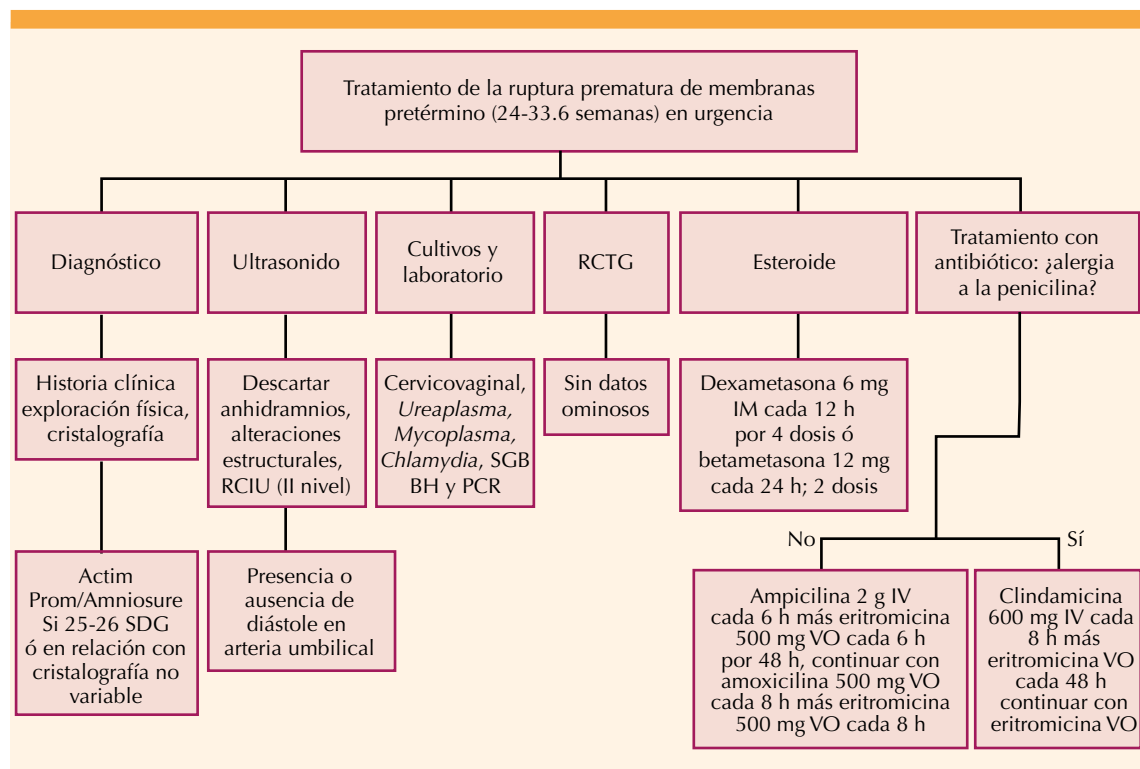 Tratamiento de la ruptura prematura de membranas
pretérmino (24-33.6 semanas) en urgencia
Diagnóstico
Ultrasonido
Cultivos y
laboratorio
RCTG
Esteroide
Tratamiento con
antibiótico: ¿alergia
a la penicilina?
Historia clínica
exploración física,
cristalografía
Descartar
anhidramnios,
alteraciones
estructurales,
RCIU (II nivel)
Cervicovaginal,
Ureaplasma,
Mycoplasma,
Chlamydia, SGB
BH y PCR
Sin datos
ominosos
Dexametasona 6 mg
IM cada 12 h
por 4 dosis ó
betametasona 12 mg
cada 24 h; 2 dosis
No
Sí
Actim
Prom/Amniosure
Si 25-26 SDG
ó en relación con
cristalografía no
variable
Presencia o
ausencia de
diástole en
arteria umbilical
Ampicilina 2 g IV
cada 6 h más eritromicina
500 mg VO cada 6 h
por 48 h, continuar con
amoxicilina 500 mg VO
cada 8 h más eritromicina
500 mg VO cada 8 h
Clindamicina
600 mg IV cada
8 h más
eritromicina VO
cada 48 h
continuar con
eritromicina VO